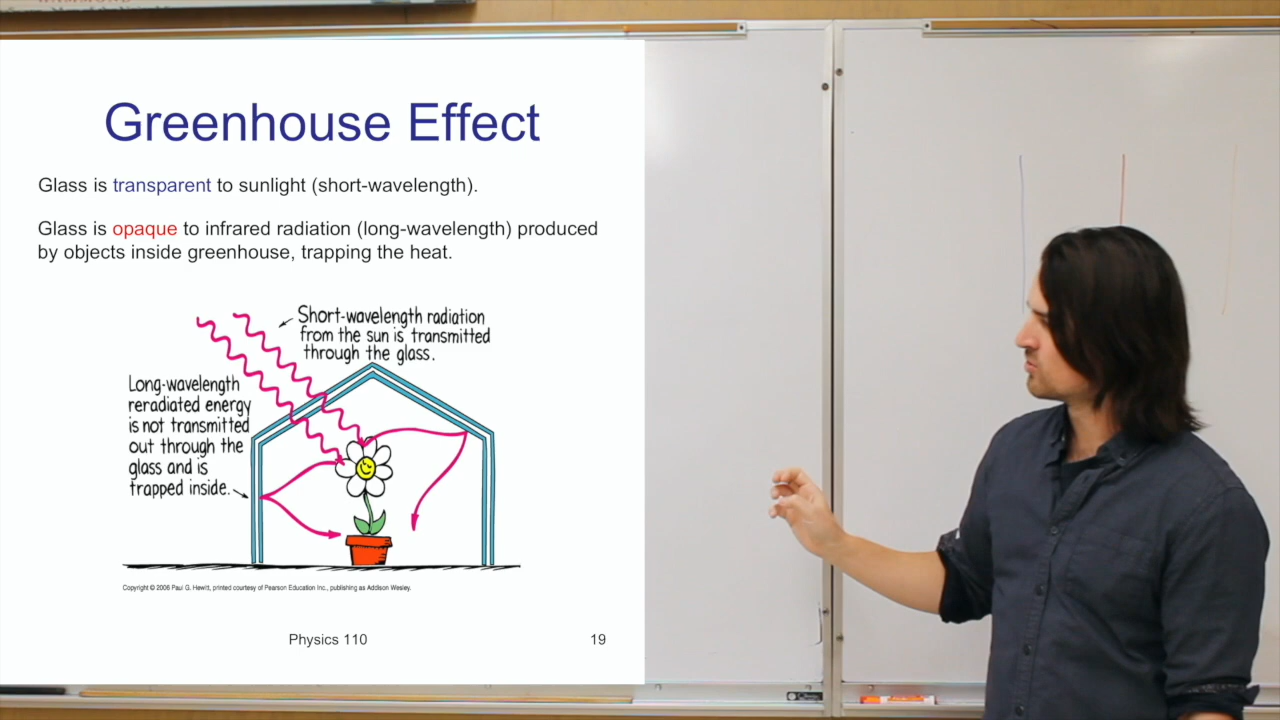 HAMMOND
Greenhouse Effect
Glass is transparent to sunlight (short-wavelength).
Glass is opaque to infrared radiation (long-wavelength) produced
by objects inside greenhouse, trapping the heat.
Short-wavelength radiation
from the sun is transmitted
through the glass.
Long-wavelength
reradiated energy
is not transmitted
out through the
glass and is
trapped inside.
Copyright © 2006 Paul G. Hewitt, printed courtesy of Pearson Education Inc., publishing as Addison Wesley.
Physics 110
19